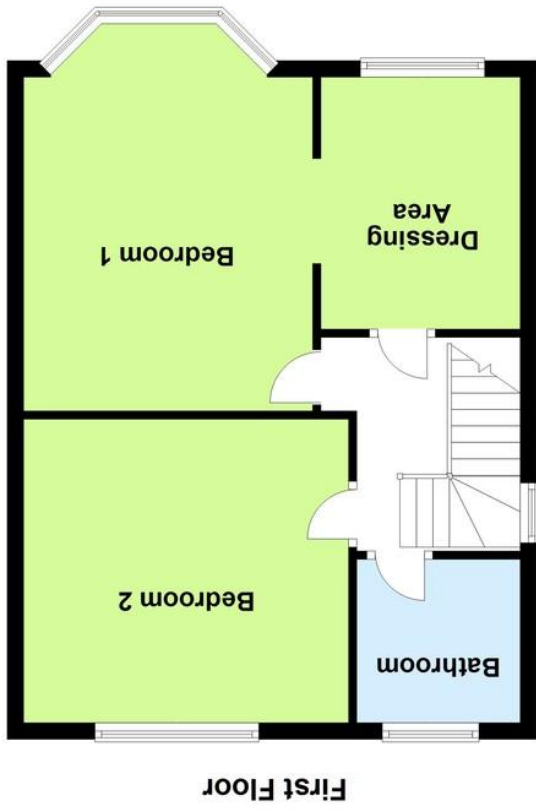 First Floor
Bathroom
Bedroom 2
Bedroom 1
Dressing
Area